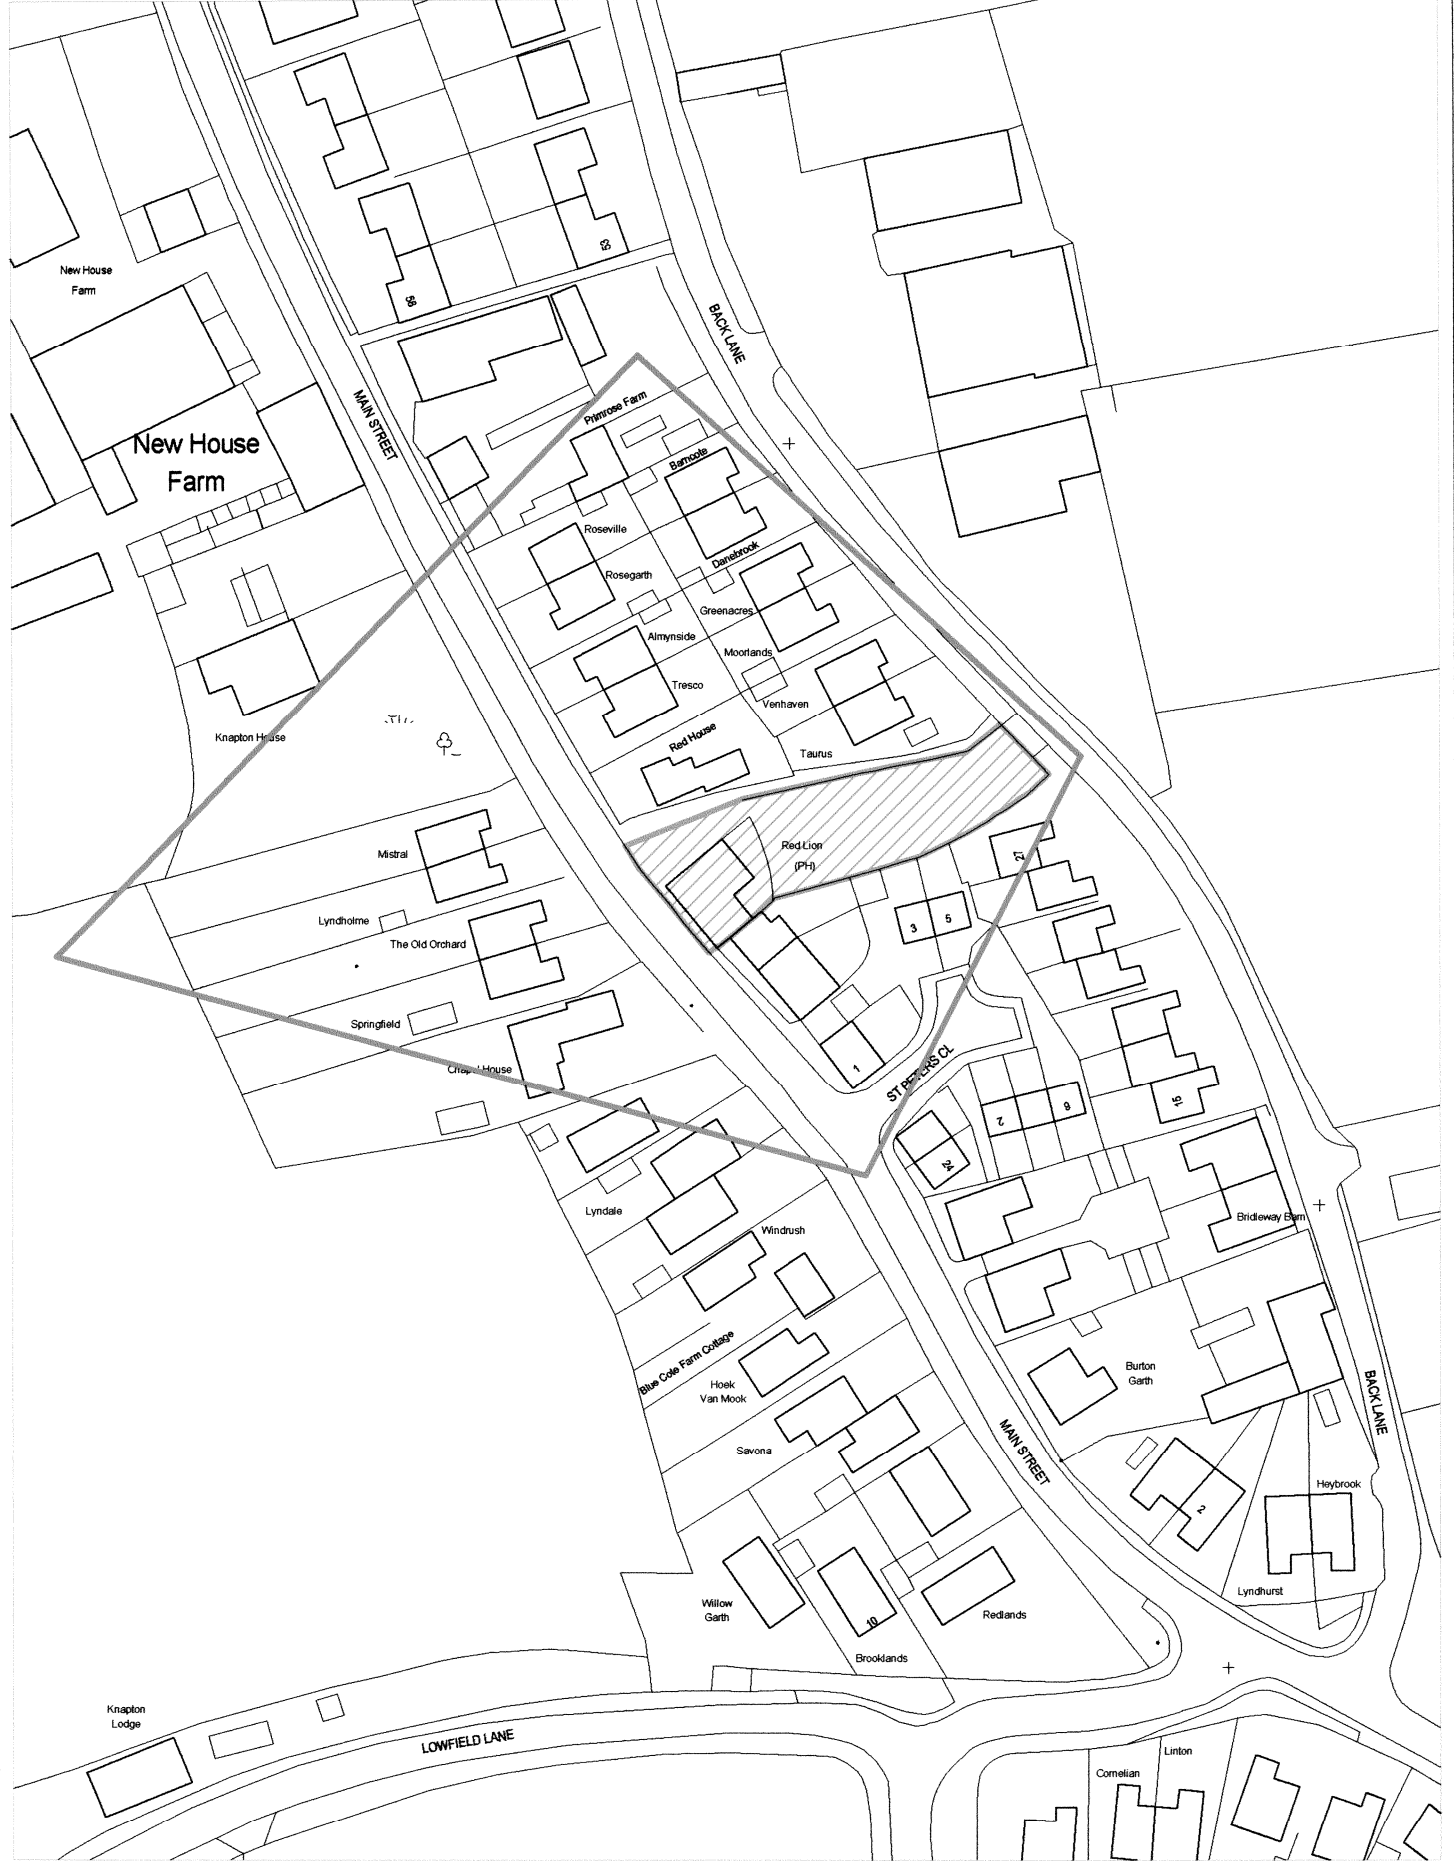 53
New House
Farm
56
BACK LANE
MAIN STREET
Primrose Farm
New House
Farm
Barncote
Roseville
Danebrook
Rosegarth
Greenacres
Almynside
Moorlands
Tresco
Venhaven
Red House
Knapton House
Taurus
Red Lion
(PH)
Mistral
27
Lyndholme
3
5
The Old Orchard
Springfield
Chapel House
1
ST PETERS CL
2
6
15
24
Lyndale
Bridleway Barn
Windrush
Blue Cote Farm Cottage
Burton
Garth
Hoek
Van Mook
BACK LANE
Savona
MAIN STREET
Heybrook
2
Willow
Garth
Lyndhurst
Redlands
10
Brooklands
Knapton
Lodge
LOWFIELD LANE
Linton
Cornelian